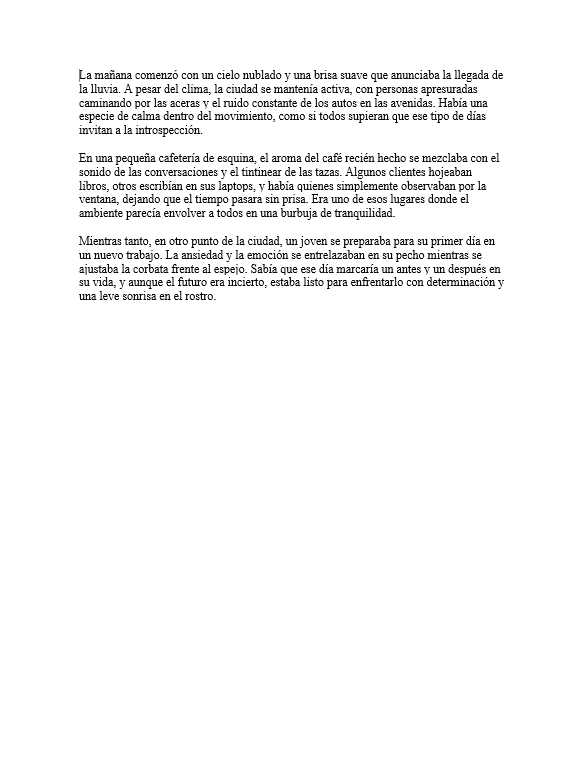 La mañana comenzó con un cielo nublado y una brisa suave que anunciaba la llegada de
la lluvia. A pesar del clima, la ciudad se mantenía activa, con personas apresuradas
caminando por las aceras y el ruido constante de los autos en las avenidas. Había una
especie de calma dentro del movimiento, como si todos supieran que ese tipo de días
invitan a la introspección.

En una pequeña cafetería de esquina, el aroma del café recién hecho se mezclaba con el
sonido de las conversaciones y el tintinear de las tazas. Algunos clientes hojeaban
libros, otros escribían en sus laptops, y había quienes simplemente observaban por la
ventana, dejando que el tiempo pasara sin prisa. Era uno de esos lugares donde el
ambiente parecía envolver a todos en una burbuja de tranquilidad.

Mientras tanto, en otro punto de la ciudad, un joven se preparaba para su primer día en
un nuevo trabajo. La ansiedad y la emoción se entrelazaban en su pecho mientras se
ajustaba la corbata frente al espejo. Sabía que ese día marcaría un antes y un después en
su vida, y aunque el futuro era incierto, estaba listo para enfrentarlo con determinación y
una leve sonrisa en el rostro.